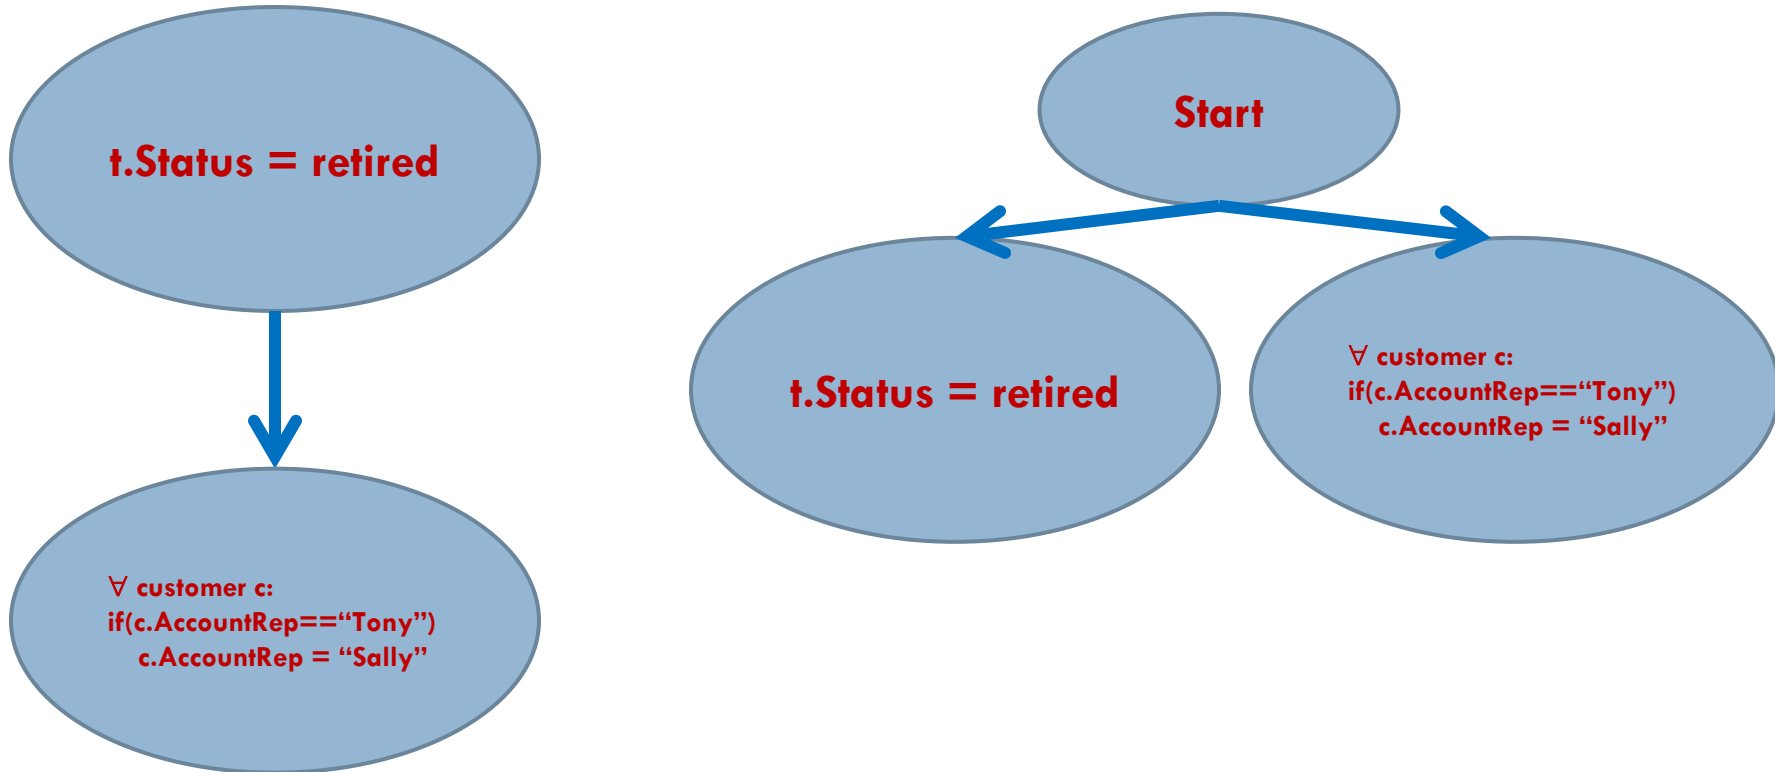 t.Status = retired
∀ customer c:
if(c.AccountRep==“Tony”)
c.AccountRep = “Sally”
Start
t.Status = retired
∀ customer c:
if(c.AccountRep==“Tony”)
c.AccountRep = “Sally”